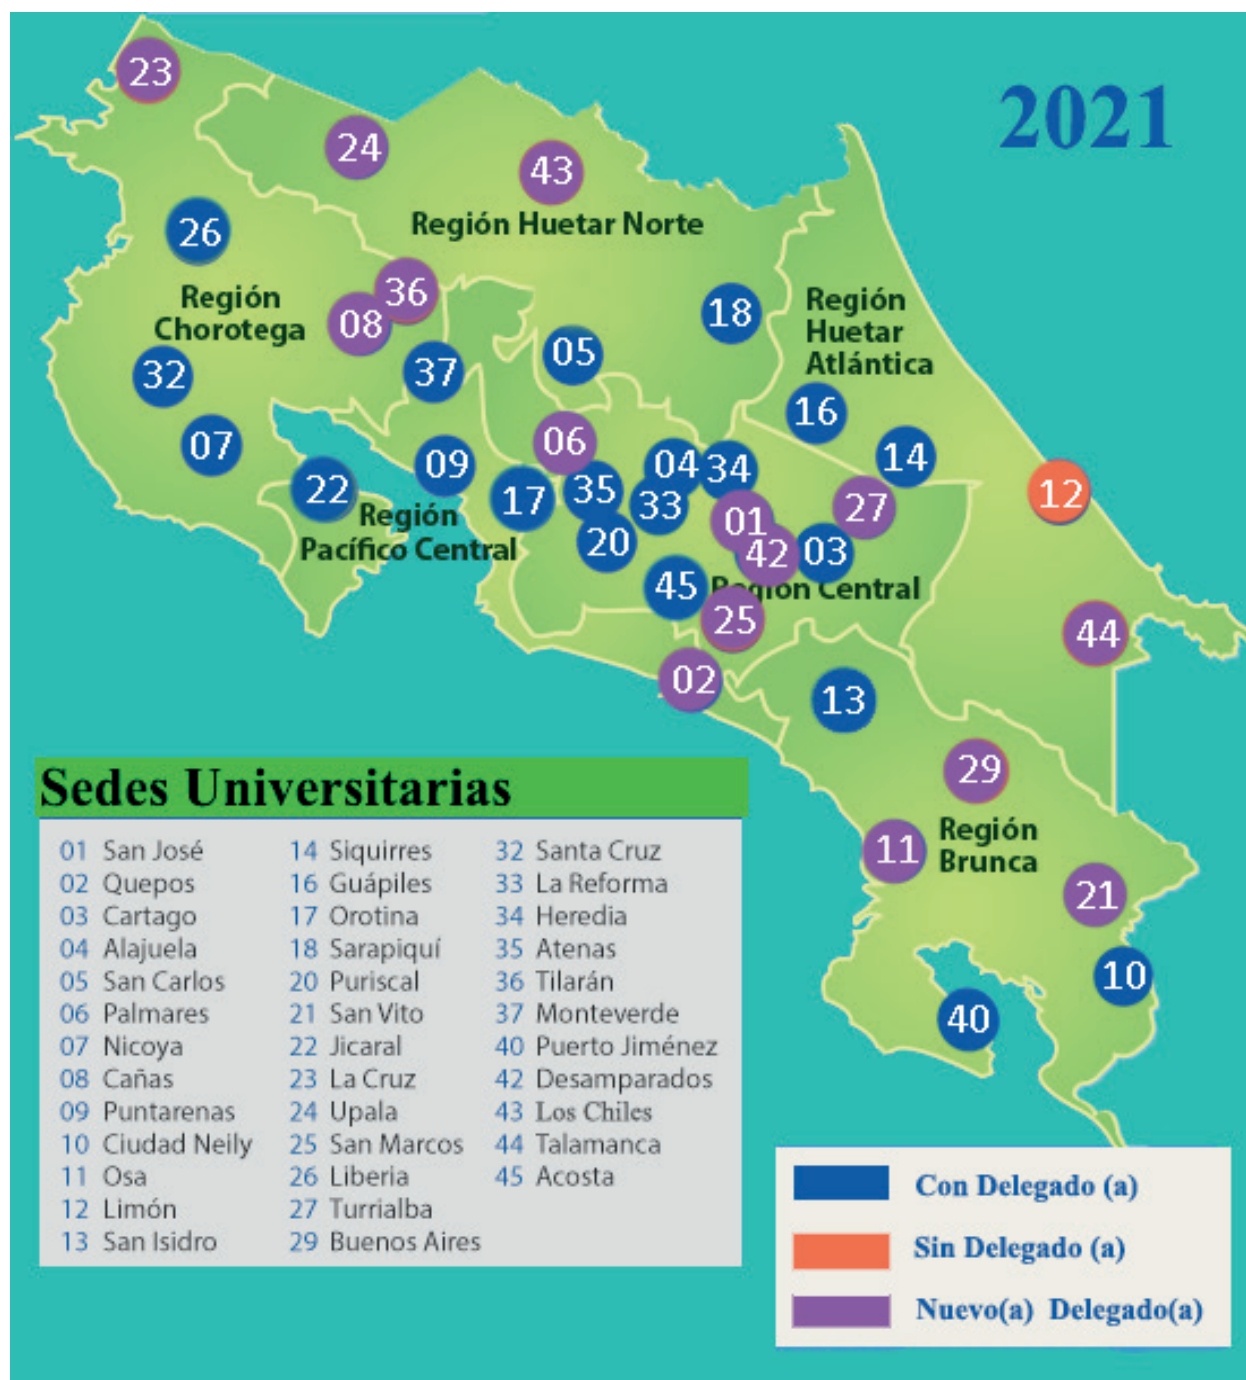 2021
23
24
43
Región Huetar Norte
26
36
Región
Chorotega
08
18
Región
Huetar
Atlántica
05
37
32
16
07
06
09
04
34
14
22
17
35
33
12
Región
Pacífico Central
01
27
20
42
03
45
Región Central
25
44
02
13
29
11
Región
Brunca
21
10
40
Sedes Universitarias
01 San José
02 Quepos
03 Cartago
04 Alajuela
05 San Carlos
06 Palmares
07 Nicoya
08 Cañas
09 Puntarenas
10 Ciudad Neily
11 Osa
12 Limón
13 San Isidro
14 Siquirres
16 Guápiles
17 Orotina
18 Sarapiquí
20 Puriscal
21 San Vito
22 Jicaral
23 La Cruz
24 Upala
25 San Marcos
26 Liberia
27 Turrialba
29 Buenos Aires
32 Santa Cruz
33 La Reforma
34 Heredia
35 Atenas
36 Tilarán
37 Monteverde
40 Puerto Jiménez
42 Desamparados
43 Los Chiles
44 Talamanca
45 Acosta
Con Delegado (a)
Sin Delegado (a)
Nuevo(a) Delegado(a)